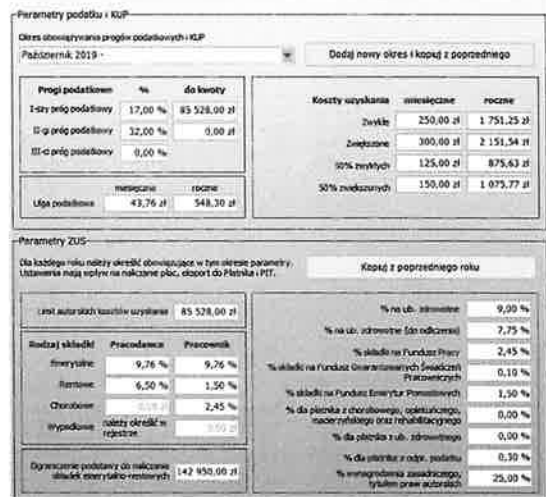 Parametry podatku i KUP
Okres obowiązywania progów podatkowych i KUP
Październik 2019 -
Dodaj nowy okres i kopiuj z poprzedniego
Progi podatkowe % do kwoty
I-szy próg podatkowy 17,00 % 85 528,00 zł
II-gi próg podatkowy 32,00 % 0,00 zł
III-ci próg podatkowy 0,00 %
miesięczna roczna
Ulga podatkowa 43,76 zł 548,30 zł
Koszty uzyskania miesięczne roczne
Zwykłe 250,00 zł 1 751,25 zł
Zwiększone 300,00 zł 2 151,54 zł
50% zwykłych 125,00 zł 875,63 zł
50% zwiększonych 150,00 zł 1 075,77 zł
Parametry ZUS
Dla każdego roku należy określić obowiązujące w tym okresie parametry.
Ustawienia mają wpływ na naliczanie płac, eksport do Płatnika i PIT.
Kopiuj z poprzedniego roku
Limit autorskich kosztów uzyskania 85 528,00 zł
Rodzaj składki Pracodawca Pracownik
Emerytalne 9,76 % 9,76 %
Rentowe 6,50 % 1,50 %
Chorobowe 2,45 %
Wypadkowe należy określić w
rejestrze
Ograniczenie podstawy do naliczania
składek emerytalno-rentowych 142 950,00 zł
% na ub. zdrowotne 9,00 %
% na ub. zdrowotne (do odliczenia) 7,75 %
% składki na Fundusz Pracy 2,45 %
% składki na Fundusz Gwarantowanych Świadczeń
Pracowniczych 0,10 %
% składki na Fundusz Emerytur Pomostowych 1,50 %
% dla płatnika z chorobowego, opiekuńczego,
macierzyńskiego oraz rehabilitacyjnego 0,00 %
% dla płatnika z ub. zdrowotnego 0,00 %
% dla płatnika z odpr. podatku 0,30 %
% wynagrodzenia zasadniczego,
tytułem praw autorskich 25,00 %